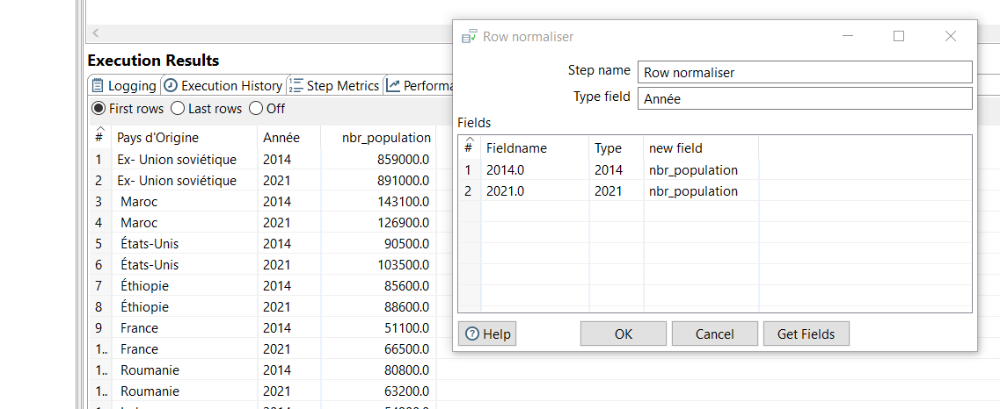 Execution Results
Logging Execution History Step Metrics Performa
First rows Last rows Off
# Pays d'Origine Année nbr_population
1 Ex- Union soviétique 2014 859000.0
2 Ex- Union soviétique 2021 891000.0
3 Maroc 2014 143100.0
4 Maroc 2021 126900.0
5 États-Unis 2014 90500.0
6 États-Unis 2021 103500.0
7 Éthiopie 2014 85600.0
8 Éthiopie 2021 88600.0
9 France 2014 51100.0
1.. France 2021 66500.0
1.. Roumanie 2014 80800.0
1.. Roumanie 2021 63200.0
Row normaliser
Step name Row normaliser
Type field Année
Fields
# Fieldname Type new field
1 2014.0 2014 nbr_population
2 2021.0 2021 nbr_population
Help OK Cancel Get Fields